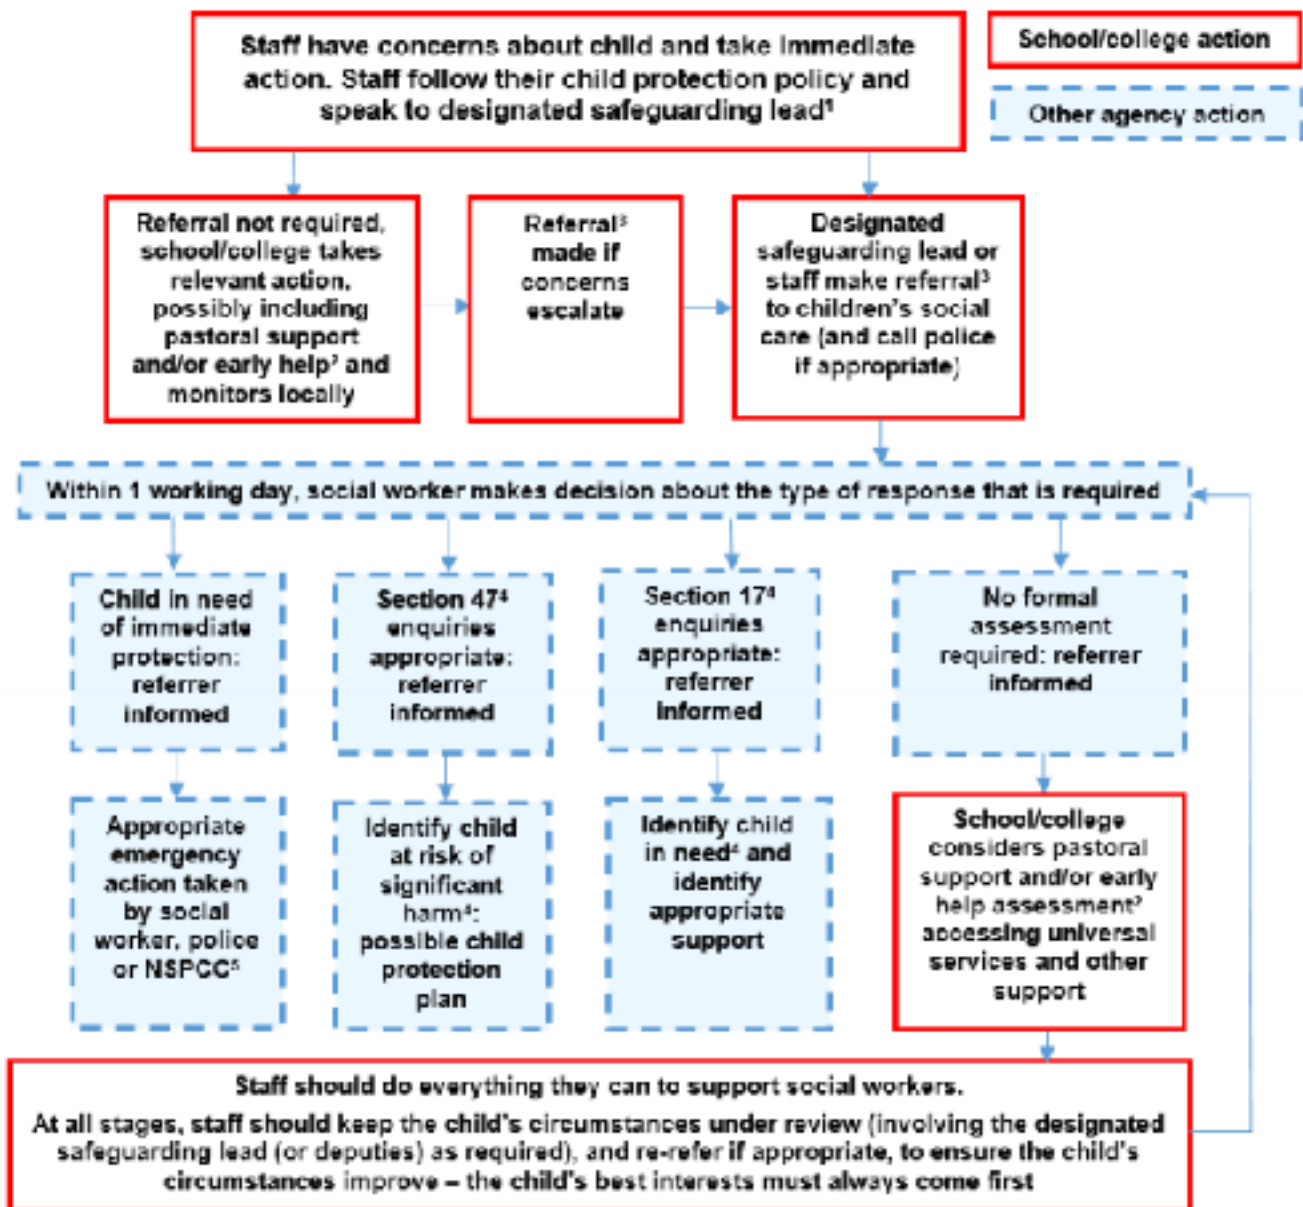 Staff have concerns about child and take immediate
action. Staff follow their child protection policy and
speak to designated safeguarding lead¹
School/college action
Other agency action
Referral not required,
school/college takes
relevant action,
possibly including
pastoral support
and/or early help² and
monitors locally
Referral³
made if
concerns
escalate
Designated
safeguarding lead or
staff make referral³
to children's social
care (and call police
if appropriate)
Within 1 working day, social worker makes decision about the type of response that is required
Child in need
of immediate
protection:
referrer
informed
Section 47⁴
enquiries
appropriate:
referrer
informed
Section 17⁴
enquiries
appropriate:
referrer
informed
No formal
assessment
required: referrer
informed
Appropriate
emergency
action taken
by social
worker, police
or NSPCC⁵
Identify child
at risk of
significant
harm⁴:
possible child
protection
plan
Identify child
in need⁴ and
identify
appropriate
support
School/college
considers pastoral
support and/or early
help assessment²
accessing universal
services and other
support
Staff should do everything they can to support social workers.
At all stages, staff should keep the child's circumstances under review (involving the designated
safeguarding lead (or deputies) as required), and re-refer if appropriate, to ensure the child's
circumstances improve – the child's best interests must always come first